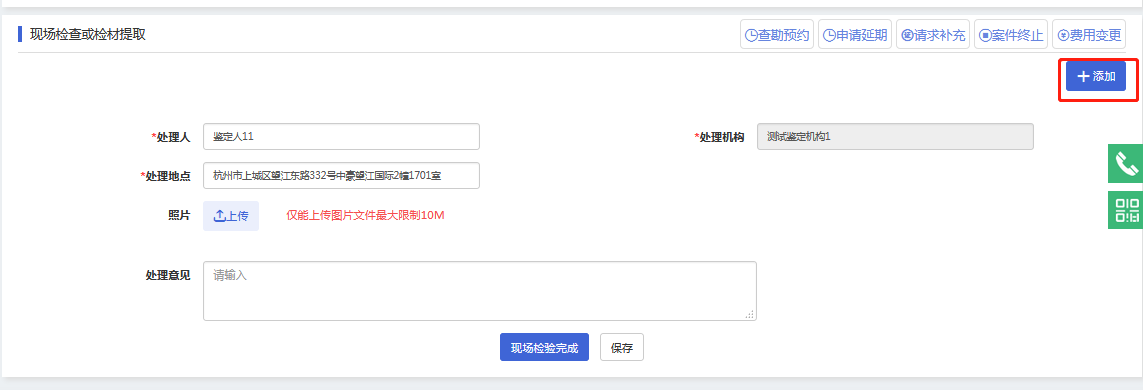 现场检查或检材提取
查勘预约 申请延期 请求补充 案件终止 费用变更
添加
*处理人 鉴定人11 *处理机构 测试鉴定机构1
*处理地点 杭州市上城区望江东路332号中豪望江国际2幢1701室
照片 上传 仅能上传图片文件最大限制10M
处理意见 请输入
现场检验完成 保存